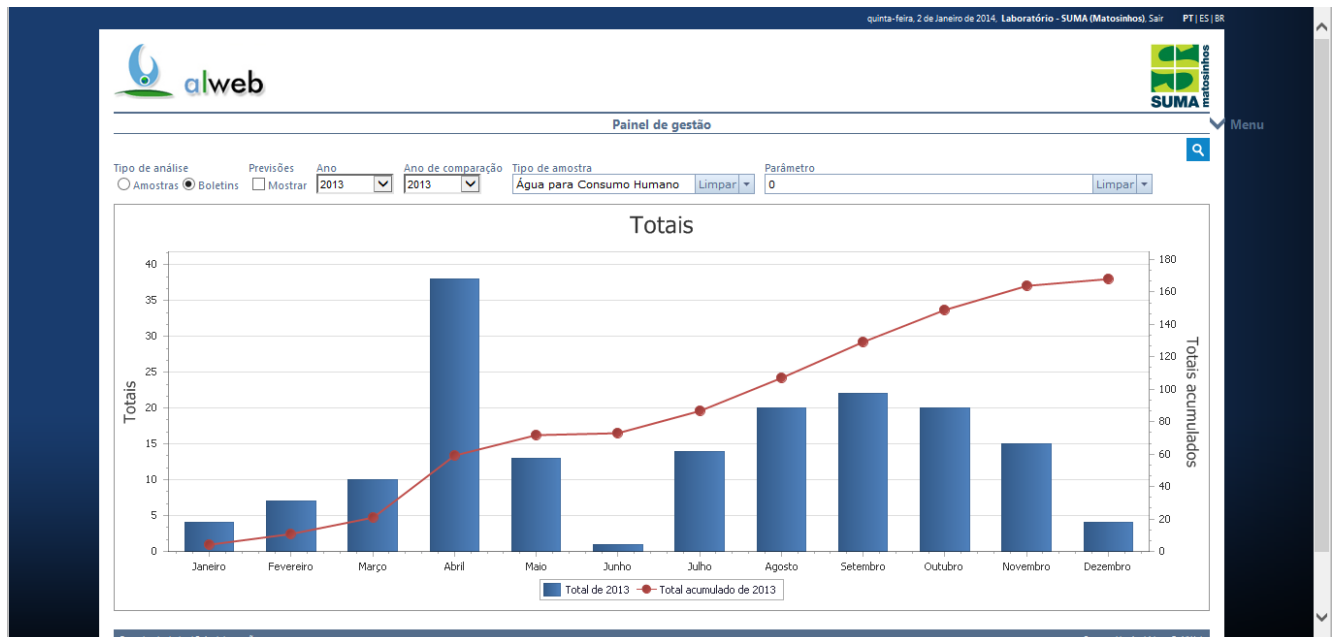 quinta-feira, 2 de Janeiro de 2014, Laboratório - SUMA (Matosinhos), Sair PT | ES | BR
alweb
SUMA matosinhos
Painel de gestão
Menu
Tipo de análise Previsões Ano Ano de comparação Tipo de amostra Parâmetro
Amostras Boletins Mostrar 2013 2013 Água para Consumo Humano Limpar 0 Limpar
Totais
40
35
30
25
20
15
10
5
0
Totais
180
160
140
120
100
80
60
40
20
0
Totais acumulados
Janeiro Fevereiro Março Abril Maio Junho Julho Agosto Setembro Outubro Novembro Dezembro
Total de 2013 Total acumulado de 2013